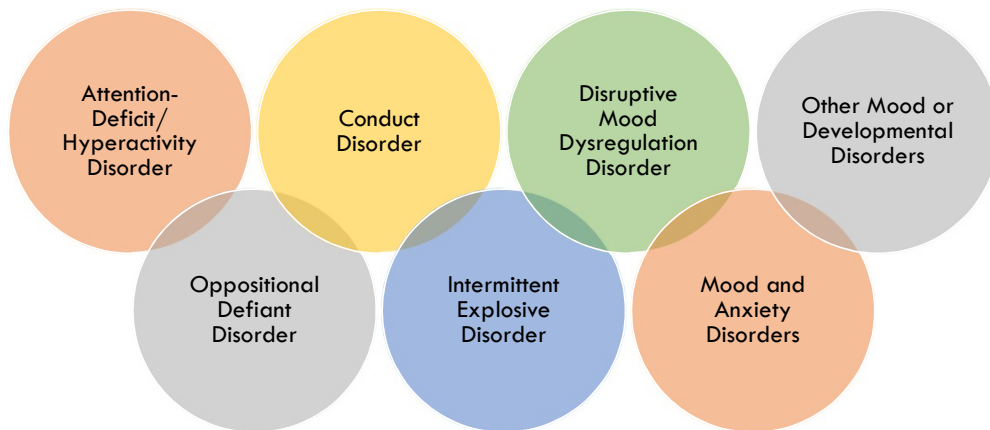 Attention-
Deficit/
Hyperactivity
Disorder
Conduct
Disorder
Disruptive
Mood
Dysregulation
Disorder
Other Mood or
Developmental
Disorders
Oppositional
Defiant
Disorder
Intermittent
Explosive
Disorder
Mood and
Anxiety
Disorders